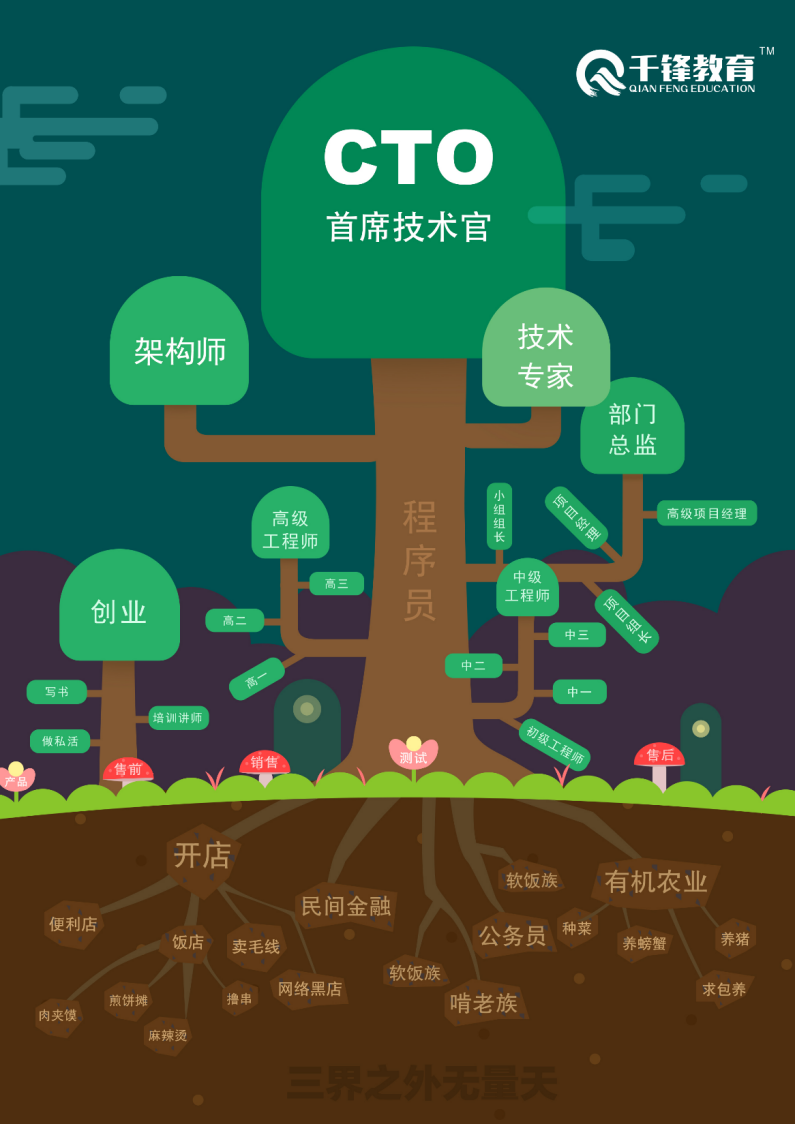 千锋教育 TM
QIAN FENG EDUCATION
CTO
首席技术官
架构师
技术
专家
部门
总监
程序员
小组组长
项目经理
高级项目经理
高级
工程师
高三
高二
高一
中级
工程师
项目组长
中三
中二
中一
初级工程师
创业
写书
培训讲师
做私活
产品
售前
销售
测试
售后
开店
便利店
饭店
卖毛线
肉夹馍
煎饼摊
麻辣烫
撸串
民间金融
网络黑店
软饭族
公务员
软饭族
啃老族
有机农业
种菜
养螃蟹
养猪
求包养
三界之外无量天